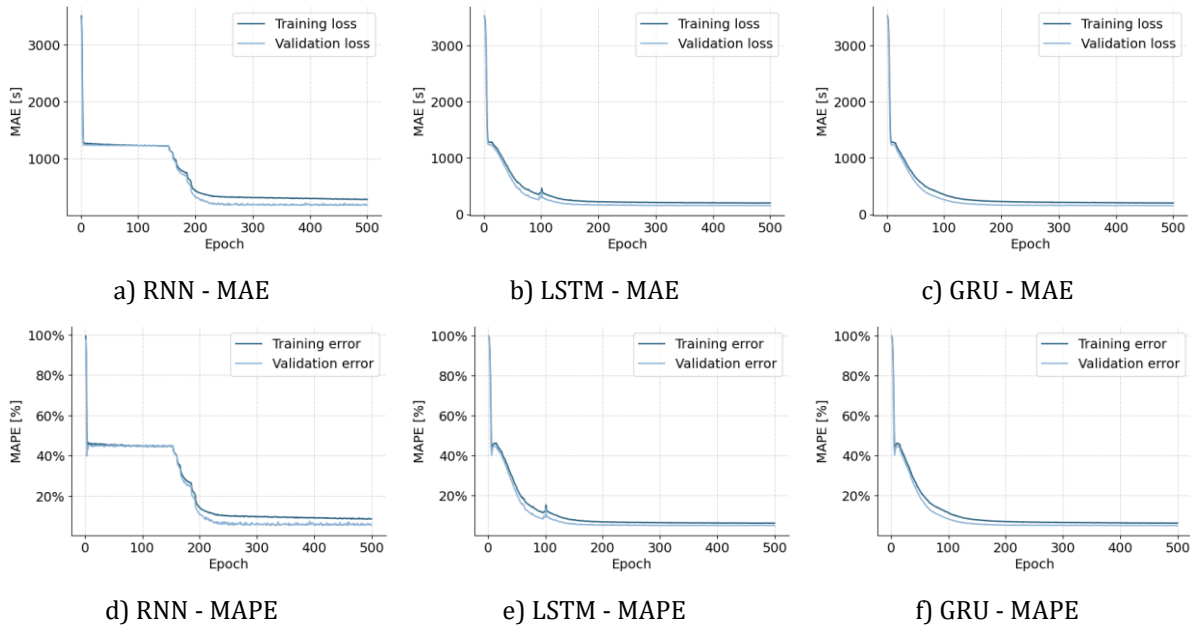 Training loss
Validation loss
3000
2000
1000
MAE [s]
0 100 200 300 400 500
Epoch
a) RNN - MAE
Training loss
Validation loss
3000
2000
1000
0
MAE [s]
0 100 200 300 400 500
Epoch
b) LSTM - MAE
Training loss
Validation loss
3000
2000
1000
0
MAE [s]
0 100 200 300 400 500
Epoch
c) GRU - MAE
Training error
Validation error
100%
80%
60%
40%
20%
MAPE [%]
0 100 200 300 400 500
Epoch
d) RNN - MAPE
Training error
Validation error
100%
80%
60%
40%
20%
MAPE [%]
0 100 200 300 400 500
Epoch
e) LSTM - MAPE
Training error
Validation error
100%
80%
60%
40%
20%
MAPE [%]
0 100 200 300 400 500
Epoch
f) GRU - MAPE